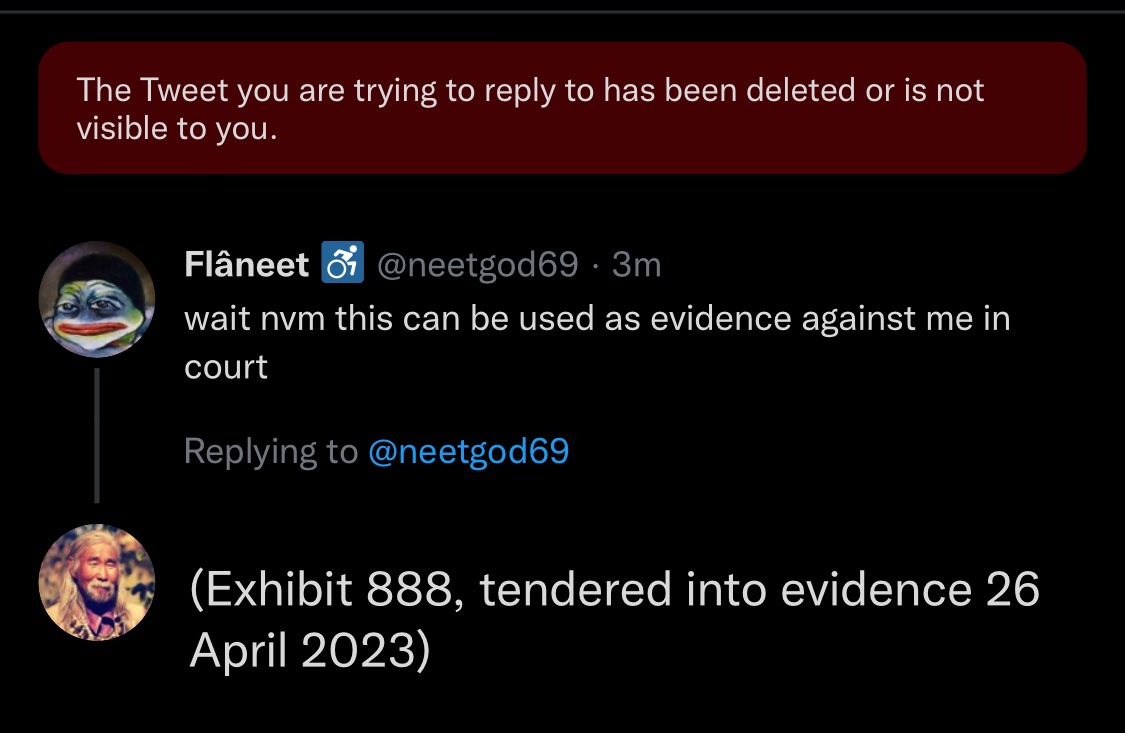 The Tweet you are trying to reply to has been deleted or is not
visible to you.
Flâneet ♿ @neetgod69 · 3m
wait nvm this can be used as evidence against me in
court
Replying to @neetgod69
(Exhibit 888, tendered into evidence 26
April 2023)